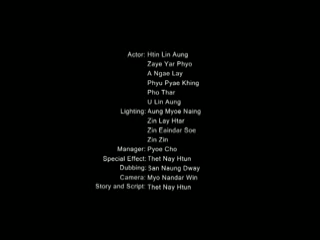 Actor: Htin Lin Aung
Zaye Yar Phyo
A Ngae Lay
Phyu Pyae Khing
Pho Thar
U Lin Aung
Lighting: Aung Myoe Naing
Zin Lay Htar
Zin Eaindar Soe
Zin Zin
Manager: Pyoe Cho
Special Effect: Thet Nay Htun
Dubbing: San Naung Dway
Camera: Myo Nandar Win
Story and Script: Thet Nay Htun